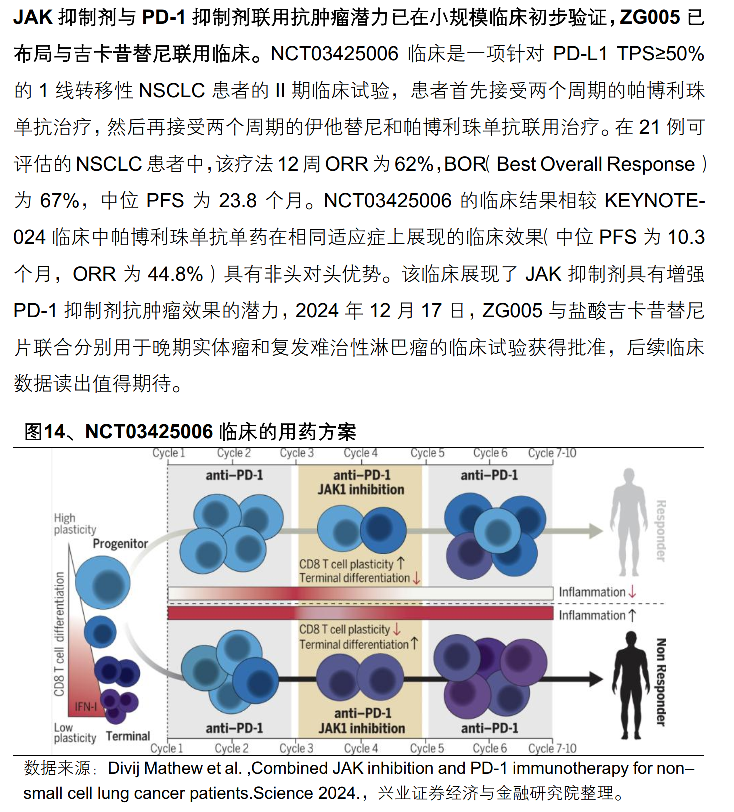 JAK 抑制剂与 PD-1 抑制剂联用抗肿瘤潜力已在小规模临床初步验证，ZG005 已
布局与吉卡昔替尼联用临床。NCT03425006 临床是一项针对 PD-L1 TPS≥50%
的 1 线转移性 NSCLC 患者的 II 期临床试验，患者首先接受两个周期的帕博利珠
单抗治疗，然后再接受两个周期的伊他替尼和帕博利珠单抗联用治疗。在 21 例可
评估的 NSCLC 患者中，该疗法 12 周 ORR 为 62%，BOR（Best Overall Response）
为 67%，中位 PFS 为 23.8 个月。NCT03425006 的临床结果相较 KEYNOTE-
024 临床中帕博利珠单抗单药在相同适应症上展现的临床效果（中位 PFS 为 10.3
个月，ORR 为 44.8%）具有非头对头优势。该临床展现了 JAK 抑制剂具有增强
PD-1 抑制剂抗肿瘤效果的潜力，2024 年 12 月 17 日，ZG005 与盐酸吉卡昔替尼
片联合分别用于晚期实体瘤和复发难治性淋巴瘤的临床试验获得批准，后续临床
数据读出值得期待。
图14、NCT03425006 临床的用药方案
Cycle 1 Cycle 2 Cycle 3 Cycle 4 Cycle 5 Cycle 6 Cycle 7-10
anti–PD-1
anti–PD-1
JAK1 inhibition
anti–PD-1
High
plasticity
Progenitor
CD8 T cell differentiation
IFN-I
Low
plasticity
Terminal
CD8 T cell plasticity ↑
Terminal differentiation ↓
Responder
Inflammation ↓
Inflammation ↑
CD8 T cell plasticity ↓
Terminal differentiation ↑
Non Responder
anti–PD-1
anti–PD-1
JAK1 inhibition
anti–PD-1
Cycle 1 Cycle 2 Cycle 3 Cycle 4 Cycle 5 Cycle 6 Cycle 7-10
数据来源：Divij Mathew et al. ,Combined JAK inhibition and PD-1 immunotherapy for non–
small cell lung cancer patients.Science 2024.，兴业证券经济与金融研究院整理。